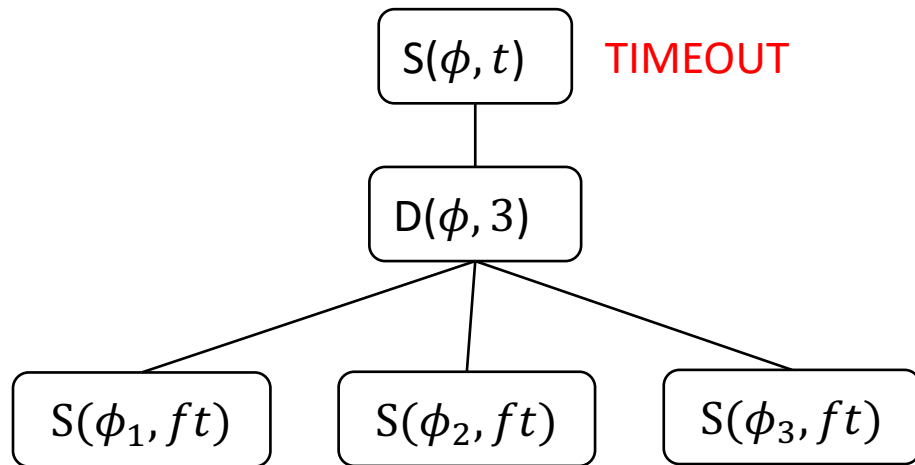 S(ϕ, t) TIMEOUT
D(ϕ, 3)
S(ϕ₁, ft) S(ϕ₂, ft) S(ϕ₃, ft)